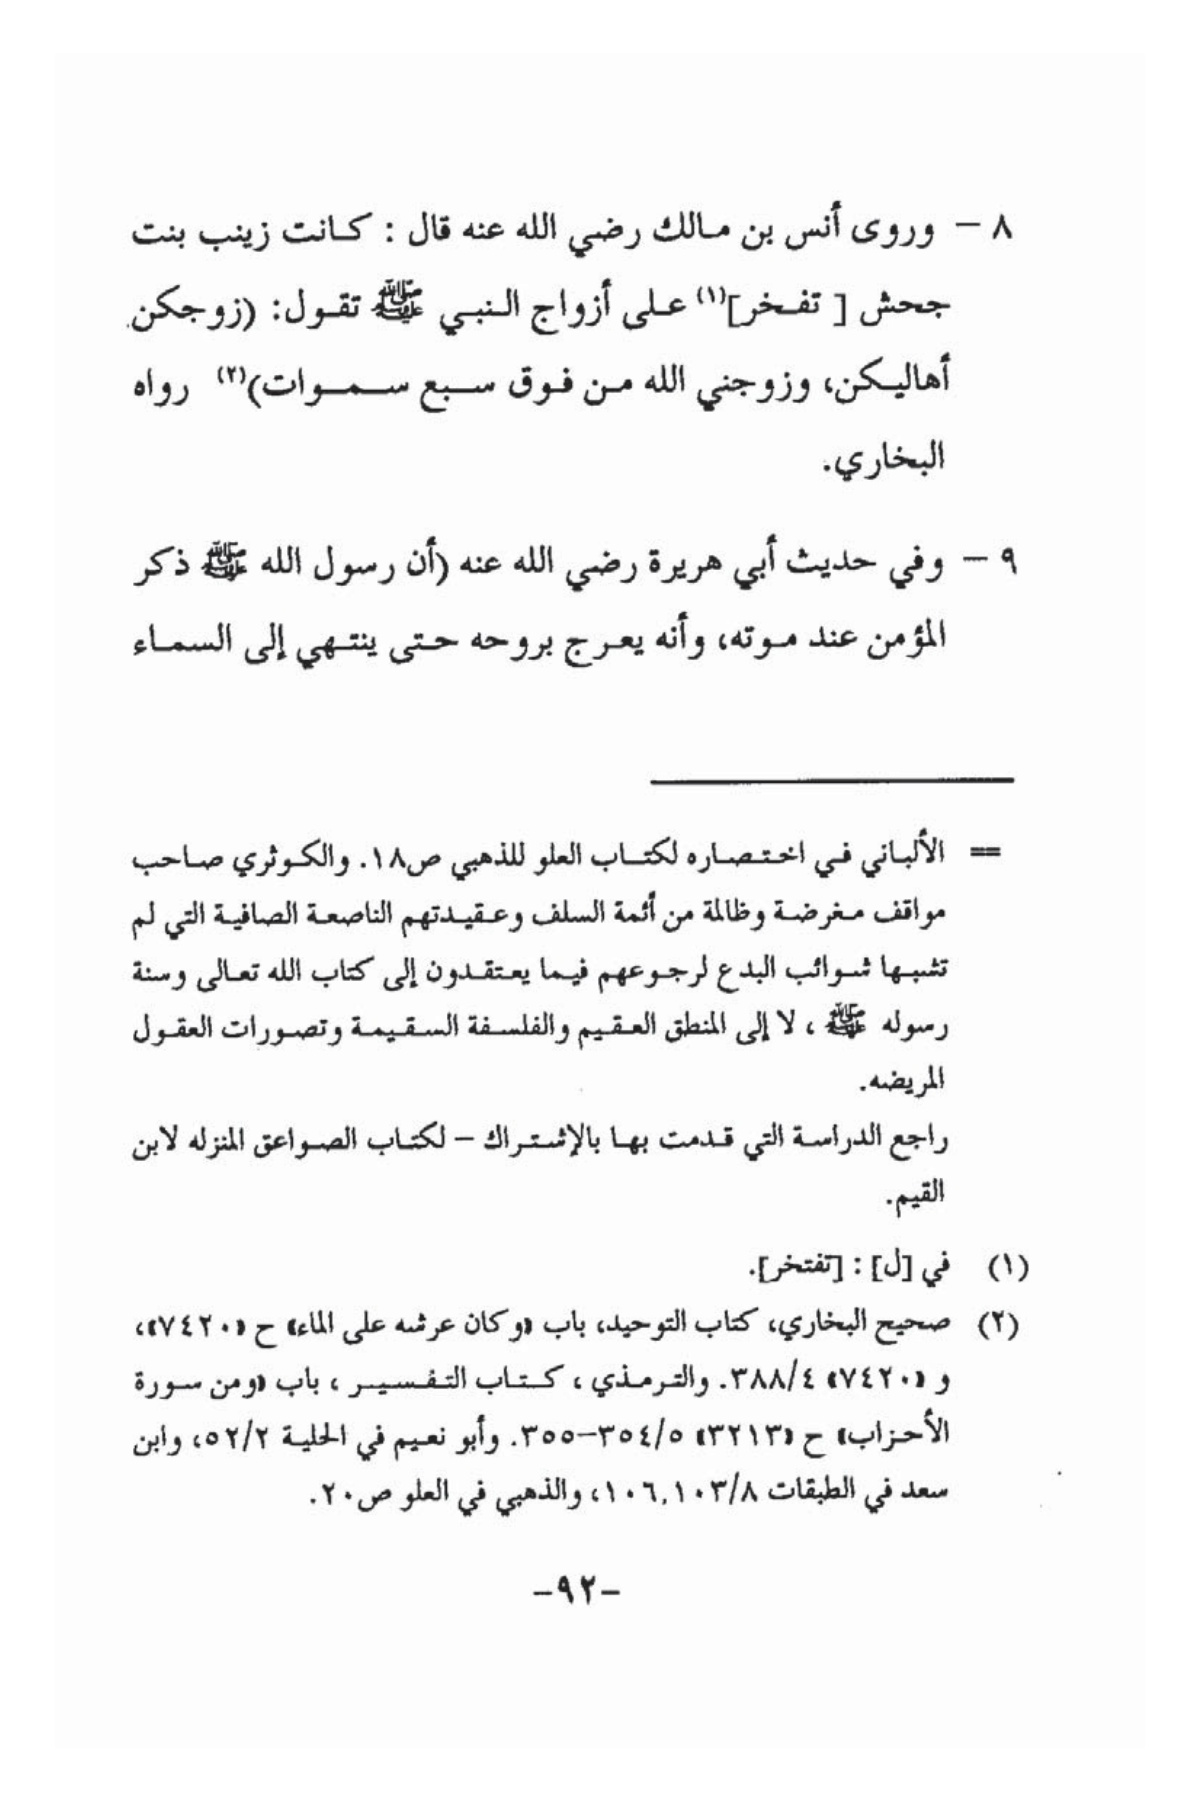 ٨ – وروى أنس بن مالك رضي الله عنه قال : كانت زينب بنت
جحش [ تفخر](١) على أزواج النبي ﷺ تقول: (زوجكن
أهاليكن، وزوجني الله من فوق سبع سموات)(٢) رواه
البخاري.
٩ – وفي حديث أبي هريرة رضي الله عنه (أن رسول الله ﷺ ذكر
المؤمن عند موته، وأنه يعرج بروحه حتى ينتهي إلى السماء
== الألباني في اختصاره لكتاب العلو للذهبي ص١٨. والكوثري صاحب
مواقف مغرضة وظالمة من أئمة السلف وعقيدتهم الناصعة الصافية التي لم
تشبها شوائب البدع لرجوعهم فيما يعتقدون إلى كتاب الله تعالى وسنة
رسوله ﷺ ، لا إلى المنطق العقيم والفلسفة السقيمة وتصورات العقول
المريضه.
راجع الدراسة التي قدمت بها بالإشتراك – لكتاب الصواعق المنزله لابن
القيم.
(١) في [ل] : [تفتخر].
(٢) صحيح البخاري، كتاب التوحيد، باب «وكان عرشه على الماء» ح «٧٤٢٠»،
و «٧٤٢٠» ٣٨٨/٤. والترمذي ، كتاب التفسير ، باب «ومن سورة
الأحزاب» ح «٣٢١٣» ٣٥٤/٥–٣٥٥. وأبو نعيم في الحلية ٥٢/٢، وابن
سعد في الطبقات ١٠٦,١٠٣/٨، والذهبي في العلو ص٢٠.
–٩٢–